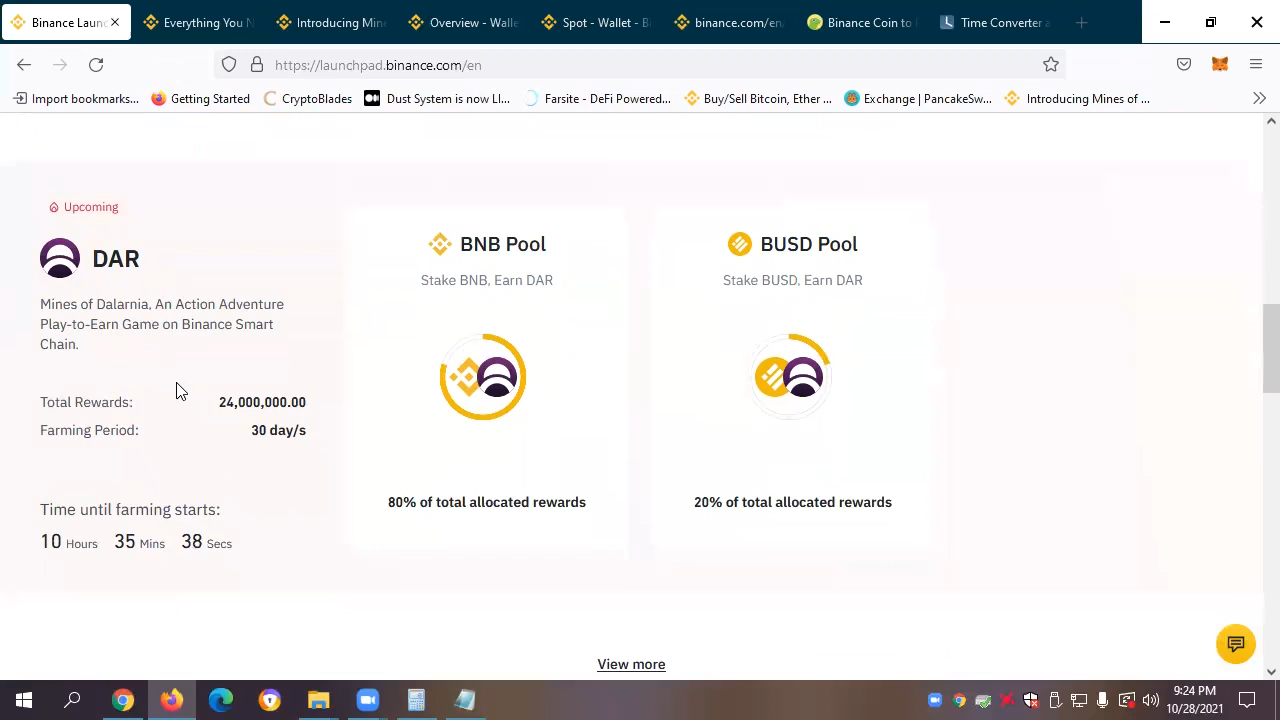 Binance Laun
Everything You N
Introducing Mine
Overview - Walle
Spot - Wallet - B
binance.com/en/
Binance Coin to
Time Converter a
https://launchpad.binance.com/en
Import bookmarks...
Getting Started
CryptoBlades
Dust System is now LI...
Farsite - DeFi Powered...
Buy/Sell Bitcoin, Ether ...
Exchange | PancakeSw...
Introducing Mines of ...
Upcoming
DAR
Mines of Dalarnia, An Action Adventure
Play-to-Earn Game on Binance Smart
Chain.
Total Rewards: 24,000,000.00
Farming Period: 30 day/s
Time until farming starts:
10 Hours 35 Mins 38 Secs
BNB Pool
Stake BNB, Earn DAR
80% of total allocated rewards
BUSD Pool
Stake BUSD, Earn DAR
20% of total allocated rewards
View more
9:24 PM
10/28/2021